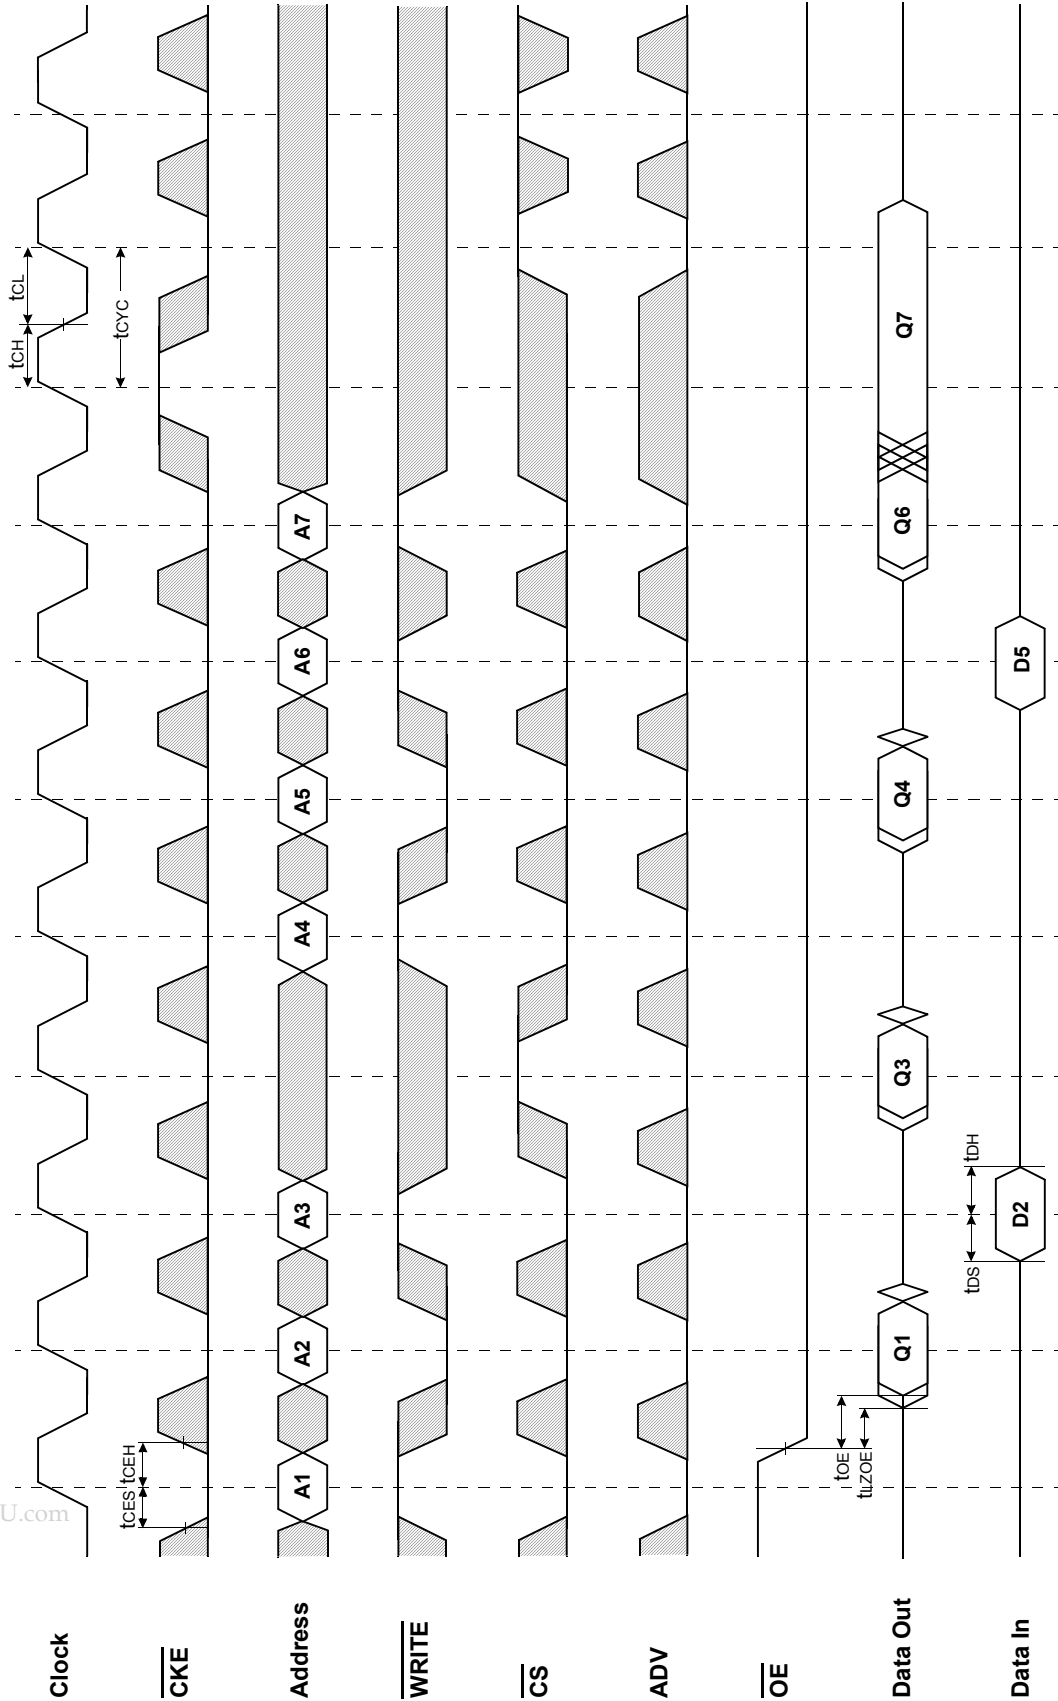 Clock
tCH tCL
tCYC
tCES tCEH
CKE
Address
A1 A2 A3 A4 A5 A6 A7
WRITE
CS
ADV
OE
tOE
tLZOE
Data Out
Q1 Q3 Q4 Q6 Q7
tDS tDH
Data In
D2 D5
U.com